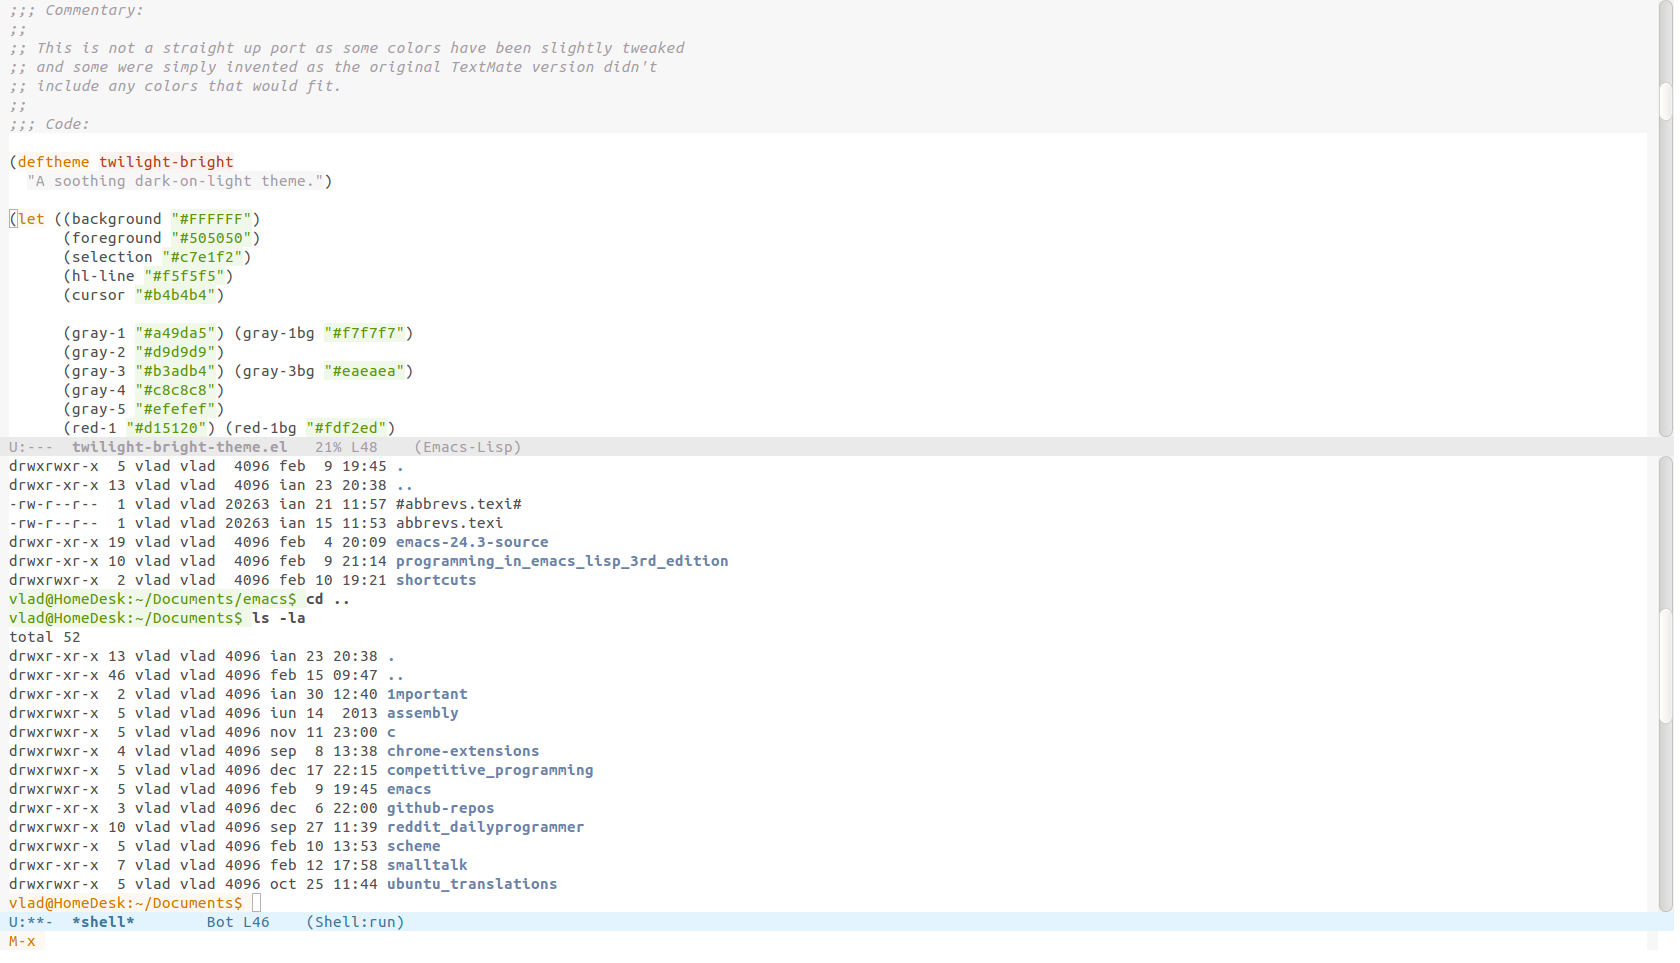 ;;; Commentary:
;;
;; This is not a straight up port as some colors have been slightly tweaked
;; and some were simply invented as the original TextMate version didn't
;; include any colors that would fit.
;;
;;; Code:
(deftheme twilight-bright
  "A soothing dark-on-light theme.")
(let ((background "#FFFFFF")
      (foreground "#505050")
      (selection "#c7e1f2")
      (hl-line "#f5f5f5")
      (cursor "#b4b4b4")
      (gray-1 "#a49da5") (gray-1bg "#f7f7f7")
      (gray-2 "#d9d9d9")
      (gray-3 "#b3adb4") (gray-3bg "#eaeaea")
      (gray-4 "#c8c8c8")
      (gray-5 "#efefef")
      (red-1 "#d15120") (red-1bg "#fdf2ed")
U:---  twilight-bright-theme.el   21% L48    (Emacs-Lisp)
drwxrwxr-x  5 vlad vlad  4096 feb  9 19:45 .
drwxr-xr-x 13 vlad vlad  4096 ian 23 20:38 ..
-rw-r--r--  1 vlad vlad 20263 ian 21 11:57 #abbrevs.texi#
-rw-r--r--  1 vlad vlad 20263 ian 15 11:53 abbrevs.texi
drwxr-xr-x 19 vlad vlad  4096 feb  4 20:09 emacs-24.3-source
drwxr-xr-x 10 vlad vlad  4096 feb  9 21:14 programming_in_emacs_lisp_3rd_edition
drwxrwxr-x  2 vlad vlad  4096 feb 10 19:21 shortcuts
vlad@HomeDesk:~/Documents/emacs$ cd ..
vlad@HomeDesk:~/Documents$ ls -la
total 52
drwxr-xr-x 13 vlad vlad 4096 ian 23 20:38 .
drwxr-xr-x 46 vlad vlad 4096 feb 15 09:47 ..
drwxr-xr-x  2 vlad vlad 4096 ian 30 12:40 1mportant
drwxrwxr-x  5 vlad vlad 4096 iun 14  2013 assembly
drwxrwxr-x  5 vlad vlad 4096 nov 11 23:00 c
drwxrwxr-x  4 vlad vlad 4096 sep  8 13:38 chrome-extensions
drwxrwxr-x  5 vlad vlad 4096 dec 17 22:15 competitive_programming
drwxrwxr-x  5 vlad vlad 4096 feb  9 19:45 emacs
drwxr-xr-x  3 vlad vlad 4096 dec  6 22:00 github-repos
drwxrwxr-x 10 vlad vlad 4096 sep 27 11:39 reddit_dailyprogrammer
drwxrwxr-x  5 vlad vlad 4096 feb 10 13:53 scheme
drwxr-xr-x  7 vlad vlad 4096 feb 12 17:58 smalltalk
drwxrwxr-x  5 vlad vlad 4096 oct 25 11:44 ubuntu_translations
vlad@HomeDesk:~/Documents$
U:**-  *shell*        Bot L46    (Shell:run)
M-x